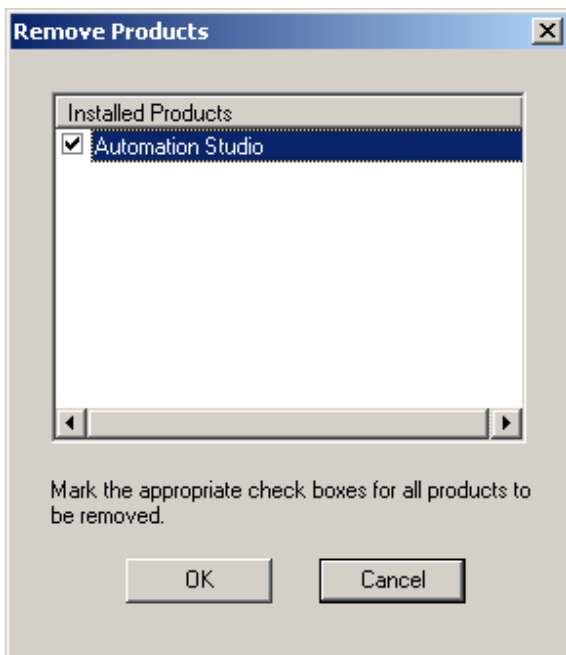 Remove Products
Installed Products
Automation Studio
Mark the appropriate check boxes for all products to
be removed.
OK
Cancel